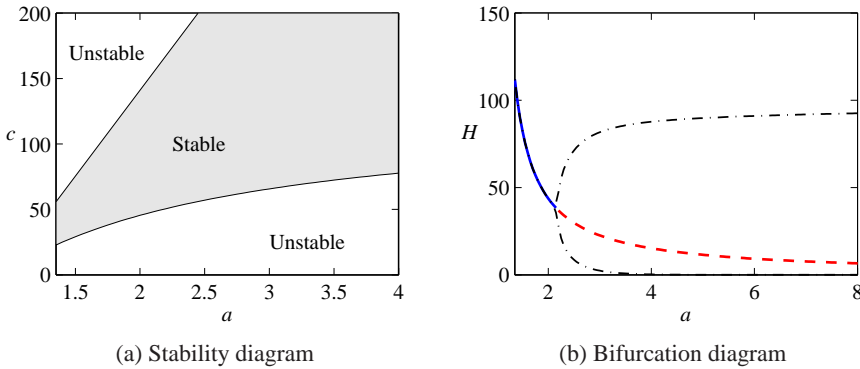 200
150
100
50
0
c
Unstable
Stable
Unstable
1.5 2 2.5 3 3.5 4
a
(a) Stability diagram
150
100
50
0
H
2 4 6 8
a
(b) Bifurcation diagram